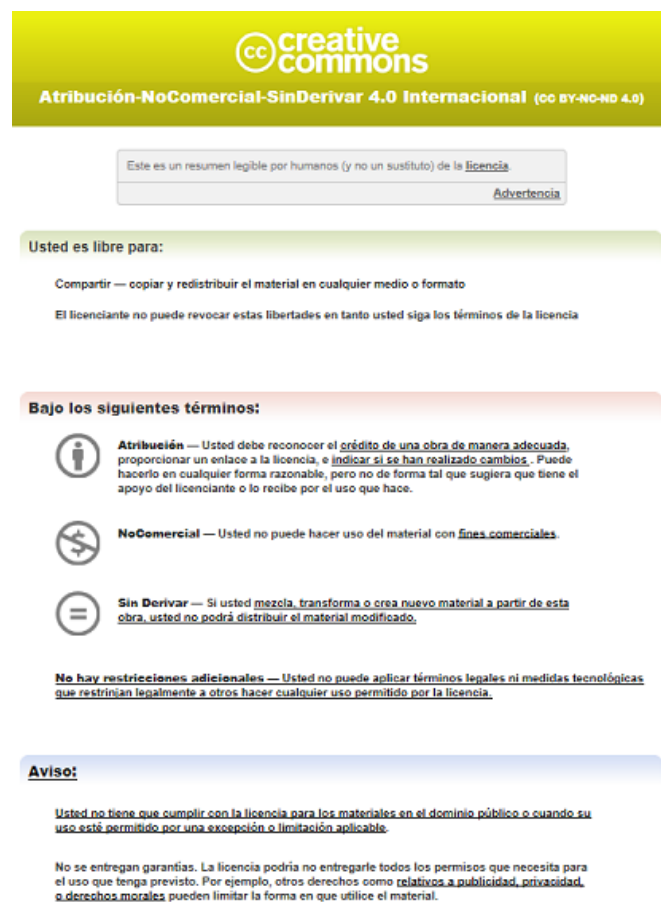 cc creative
commons
Atribución-NoComercial-SinDerivar 4.0 Internacional (CC BY-NC-ND 4.0)
Este es un resumen legible por humanos (y no un sustituto) de la licencia.
Advertencia
Usted es libre para:
Compartir — copiar y redistribuir el material en cualquier medio o formato
El licenciante no puede revocar estas libertades en tanto usted siga los términos de la licencia
Bajo los siguientes términos:
Atribución — Usted debe reconocer el crédito de una obra de manera adecuada,
proporcionar un enlace a la licencia, e indicar si se han realizado cambios . Puede
hacerlo en cualquier forma razonable, pero no de forma tal que sugiera que tiene el
apoyo del licenciante o lo recibe por el uso que hace.
NoComercial — Usted no puede hacer uso del material con fines comerciales.
Sin Derivar — Si usted mezcla, transforma o crea nuevo material a partir de esta
obra, usted no podrá distribuir el material modificado.
No hay restricciones adicionales — Usted no puede aplicar términos legales ni medidas tecnológicas
que restrinjan legalmente a otros hacer cualquier uso permitido por la licencia.
Aviso:
Usted no tiene que cumplir con la licencia para los materiales en el dominio público o cuando su
uso esté permitido por una excepción o limitación aplicable.
No se entregan garantías. La licencia podría no entregarle todos los permisos que necesita para
el uso que tenga previsto. Por ejemplo, otros derechos como relativos a publicidad, privacidad,
o derechos morales pueden limitar la forma en que utilice el material.